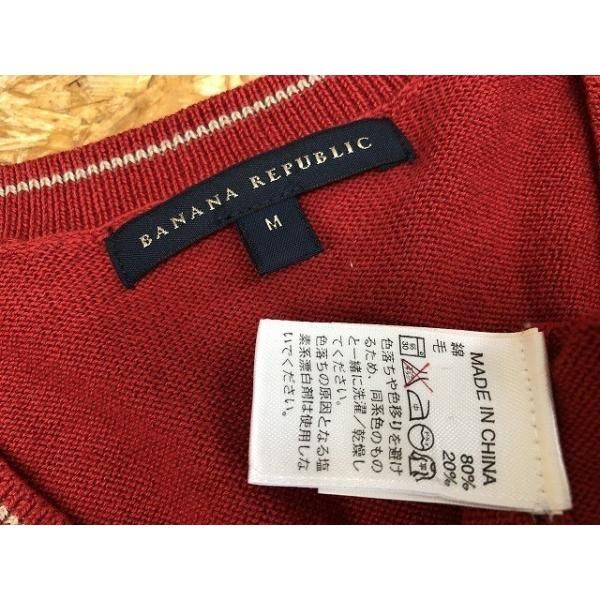 BANANA REPUBLIC
M
MADE IN CHINA
綿 80%
毛 20%
色落ちや色移りを避け
るため、同系色のもの
と一緒に洗濯/乾燥し
てください。
色落ちの原因となる塩
素系漂白剤は使用しな
いでください。